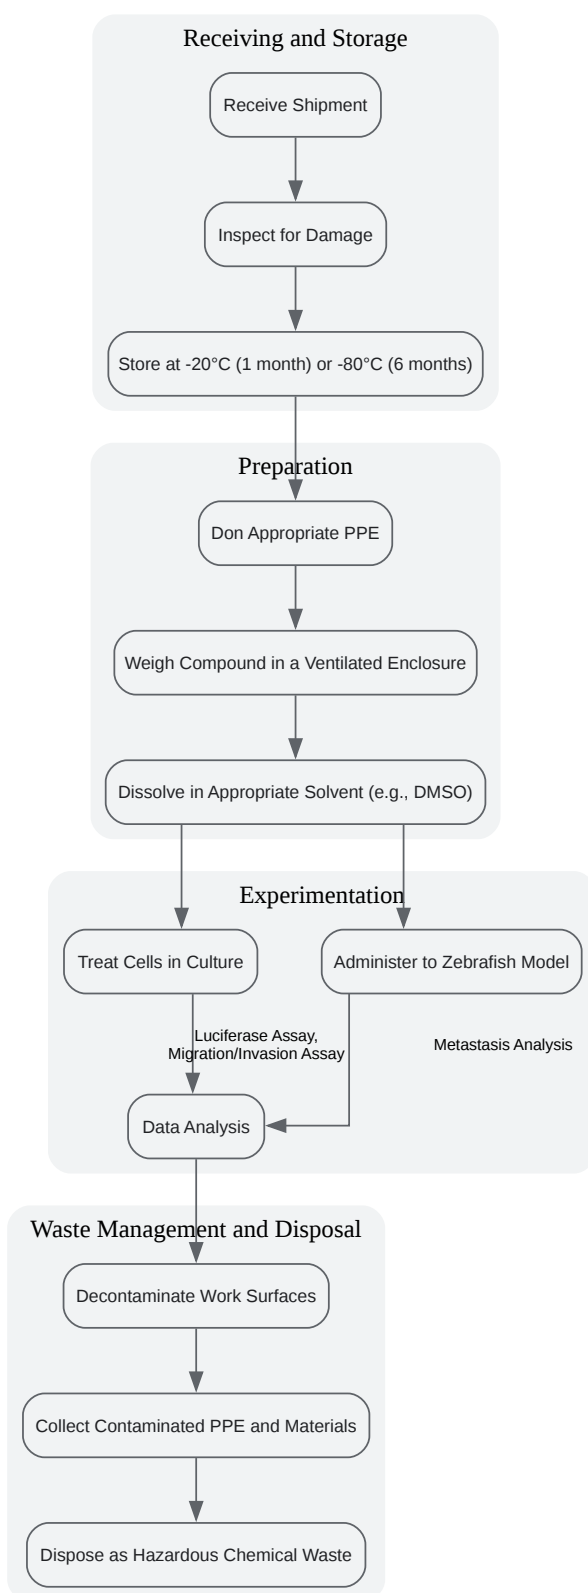 Receiving and Storage
Receive Shipment
Inspect for Damage
Store at -20°C (1 month) or -80°C (6 months)
Preparation
Don Appropriate PPE
Weigh Compound in a Ventilated Enclosure
Dissolve in Appropriate Solvent (e.g., DMSO)
Experimentation
Treat Cells in Culture
Administer to Zebrafish Model
Luciferase Assay,
Migration/Invasion Assay
Metastasis Analysis
Data Analysis
Waste Management and Disposal
Decontaminate Work Surfaces
Collect Contaminated PPE and Materials
Dispose as Hazardous Chemical Waste